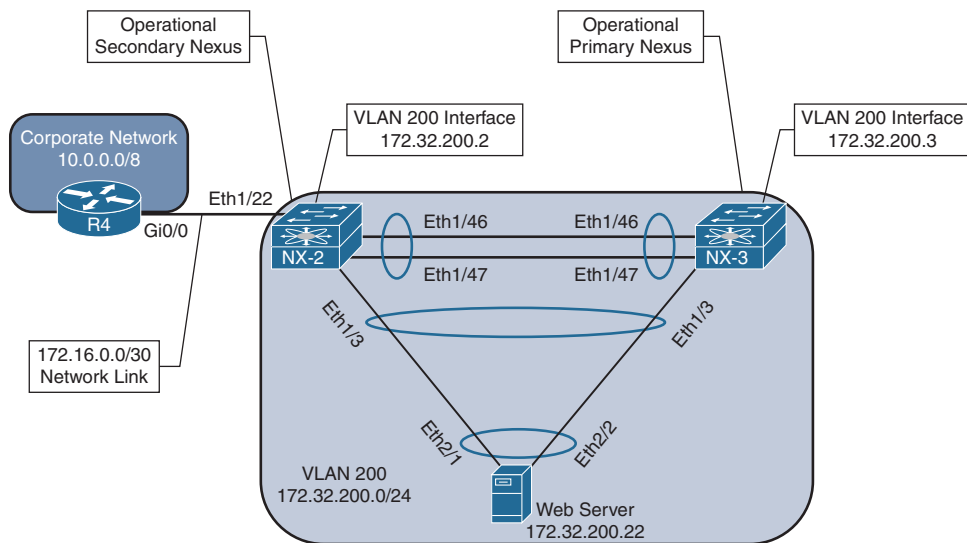 Operational
Secondary Nexus
Operational
Primary Nexus
VLAN 200 Interface
172.32.200.2
VLAN 200 Interface
172.32.200.3
Corporate Network
10.0.0.0/8
R4
Gi0/0
Eth1/22
NX-2
Eth1/46
Eth1/46
Eth1/47
Eth1/47
NX-3
Eth1/3
Eth1/3
172.16.0.0/30
Network Link
Eth2/1
Eth2/2
VLAN 200
172.32.200.0/24
Web Server
172.32.200.22